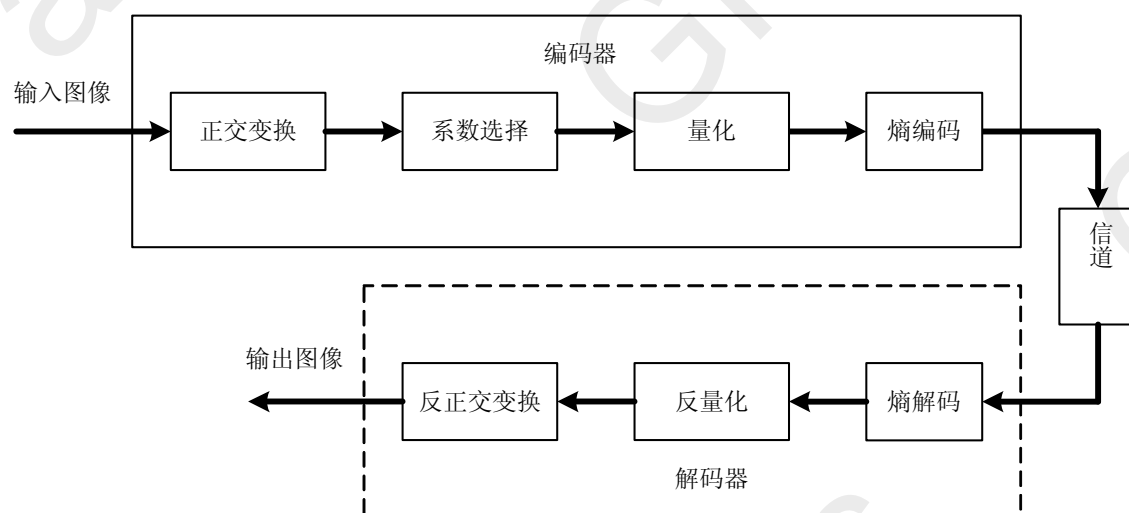 编码器
输入图像
正交变换
系数选择
量化
熵编码
信道
输出图像
反正交变换
反量化
熵解码
解码器